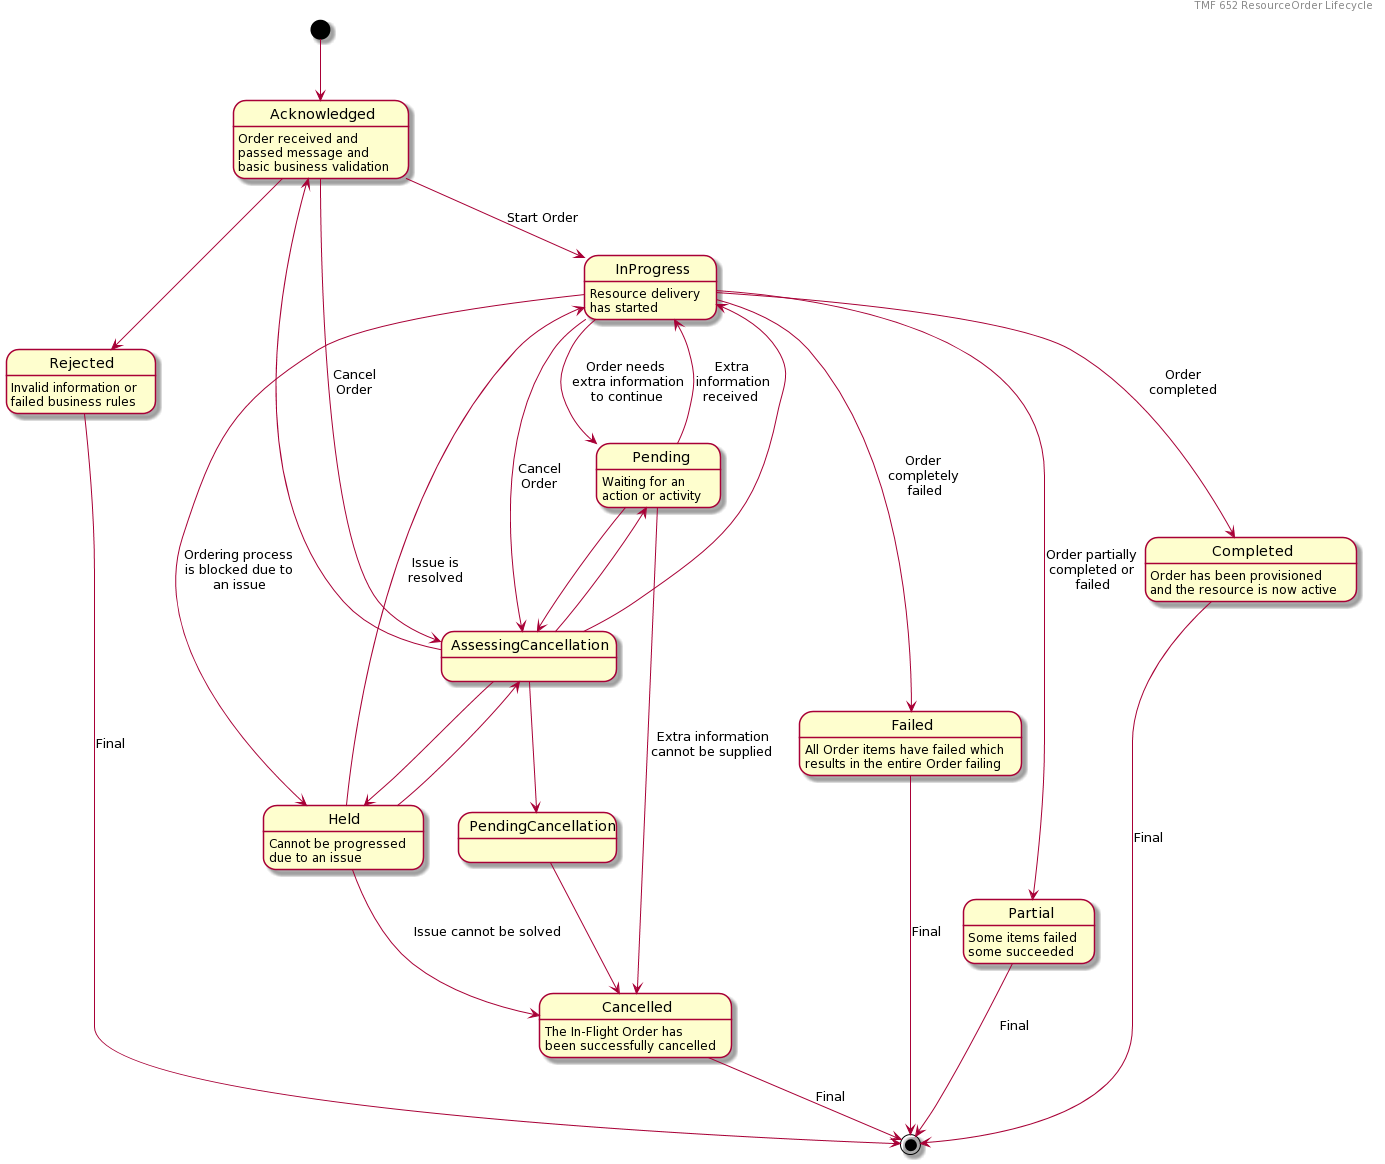 TMF 652 ResourceOrder Lifecycle
Acknowledged
Order received and
passed message and
basic business validation
Start Order
InProgress
Resource delivery
has started
Rejected
Invalid information or
failed business rules
Cancel
Order
Order needs
extra information
to continue
Extra
information
received
Order
completed
Pending
Waiting for an
action or activity
Cancel
Order
Order
completely
failed
Ordering process
is blocked due to
an issue
Issue is
resolved
Order partially
completed or
failed
Completed
Order has been provisioned
and the resource is now active
AssessingCancellation
Final
Extra information
cannot be supplied
Failed
All Order items have failed which
results in the entire Order failing
Held
Cannot be progressed
due to an issue
PendingCancellation
Final
Issue cannot be solved
Final
Partial
Some items failed
some succeeded
Cancelled
The In-Flight Order has
been successfully cancelled
Final
Final